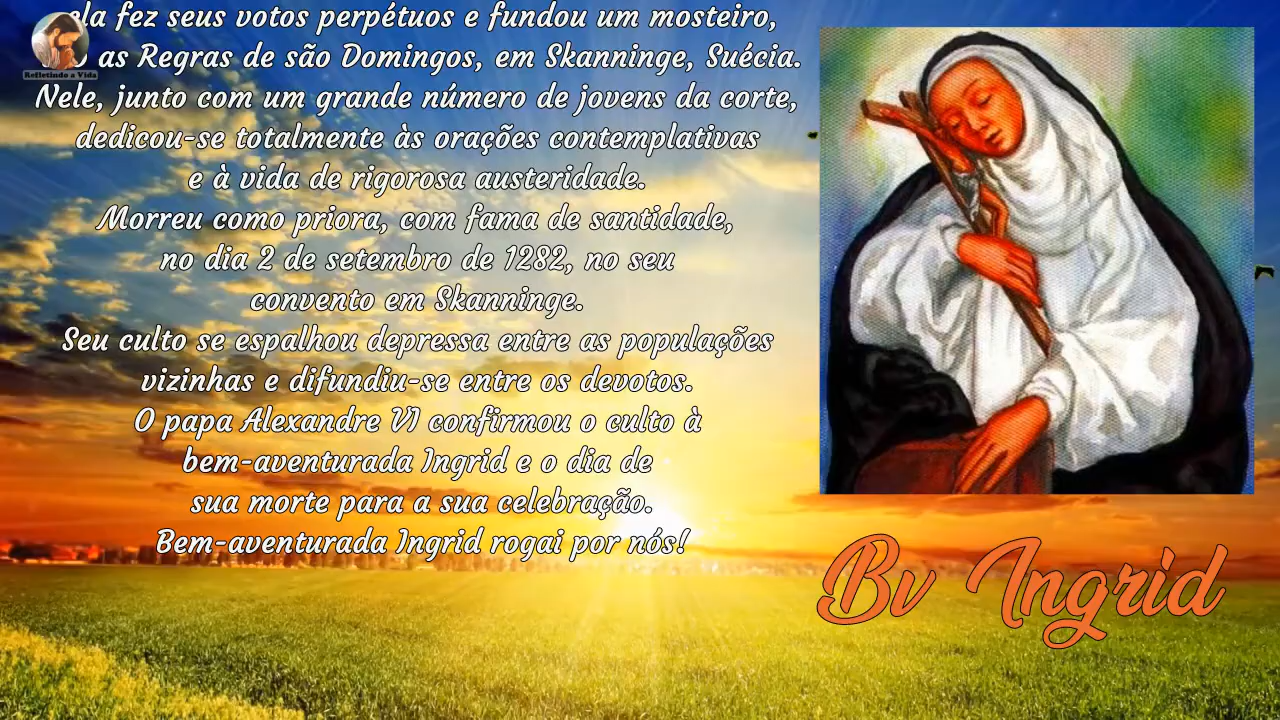 ela fez seus votos perpétuos e fundou um mosteiro,
as Regras de são Domingos, em Skanninge, Suécia.
Nele, junto com um grande número de jovens da corte,
dedicou-se totalmente às orações contemplativas
e à vida de rigorosa austeridade.
Morreu como priora, com fama de santidade,
no dia 2 de setembro de 1282, no seu
convento em Skanninge.
Seu culto se espalhou depressa entre as populações
vizinhas e difundiu-se entre os devotos.
O papa Alexandre VI confirmou o culto à
bem-aventurada Ingrid e o dia de
sua morte para a sua celebração.
Bem-aventurada Ingrid rogai por nós!
Refletindo a Vida
Bv Ingrid